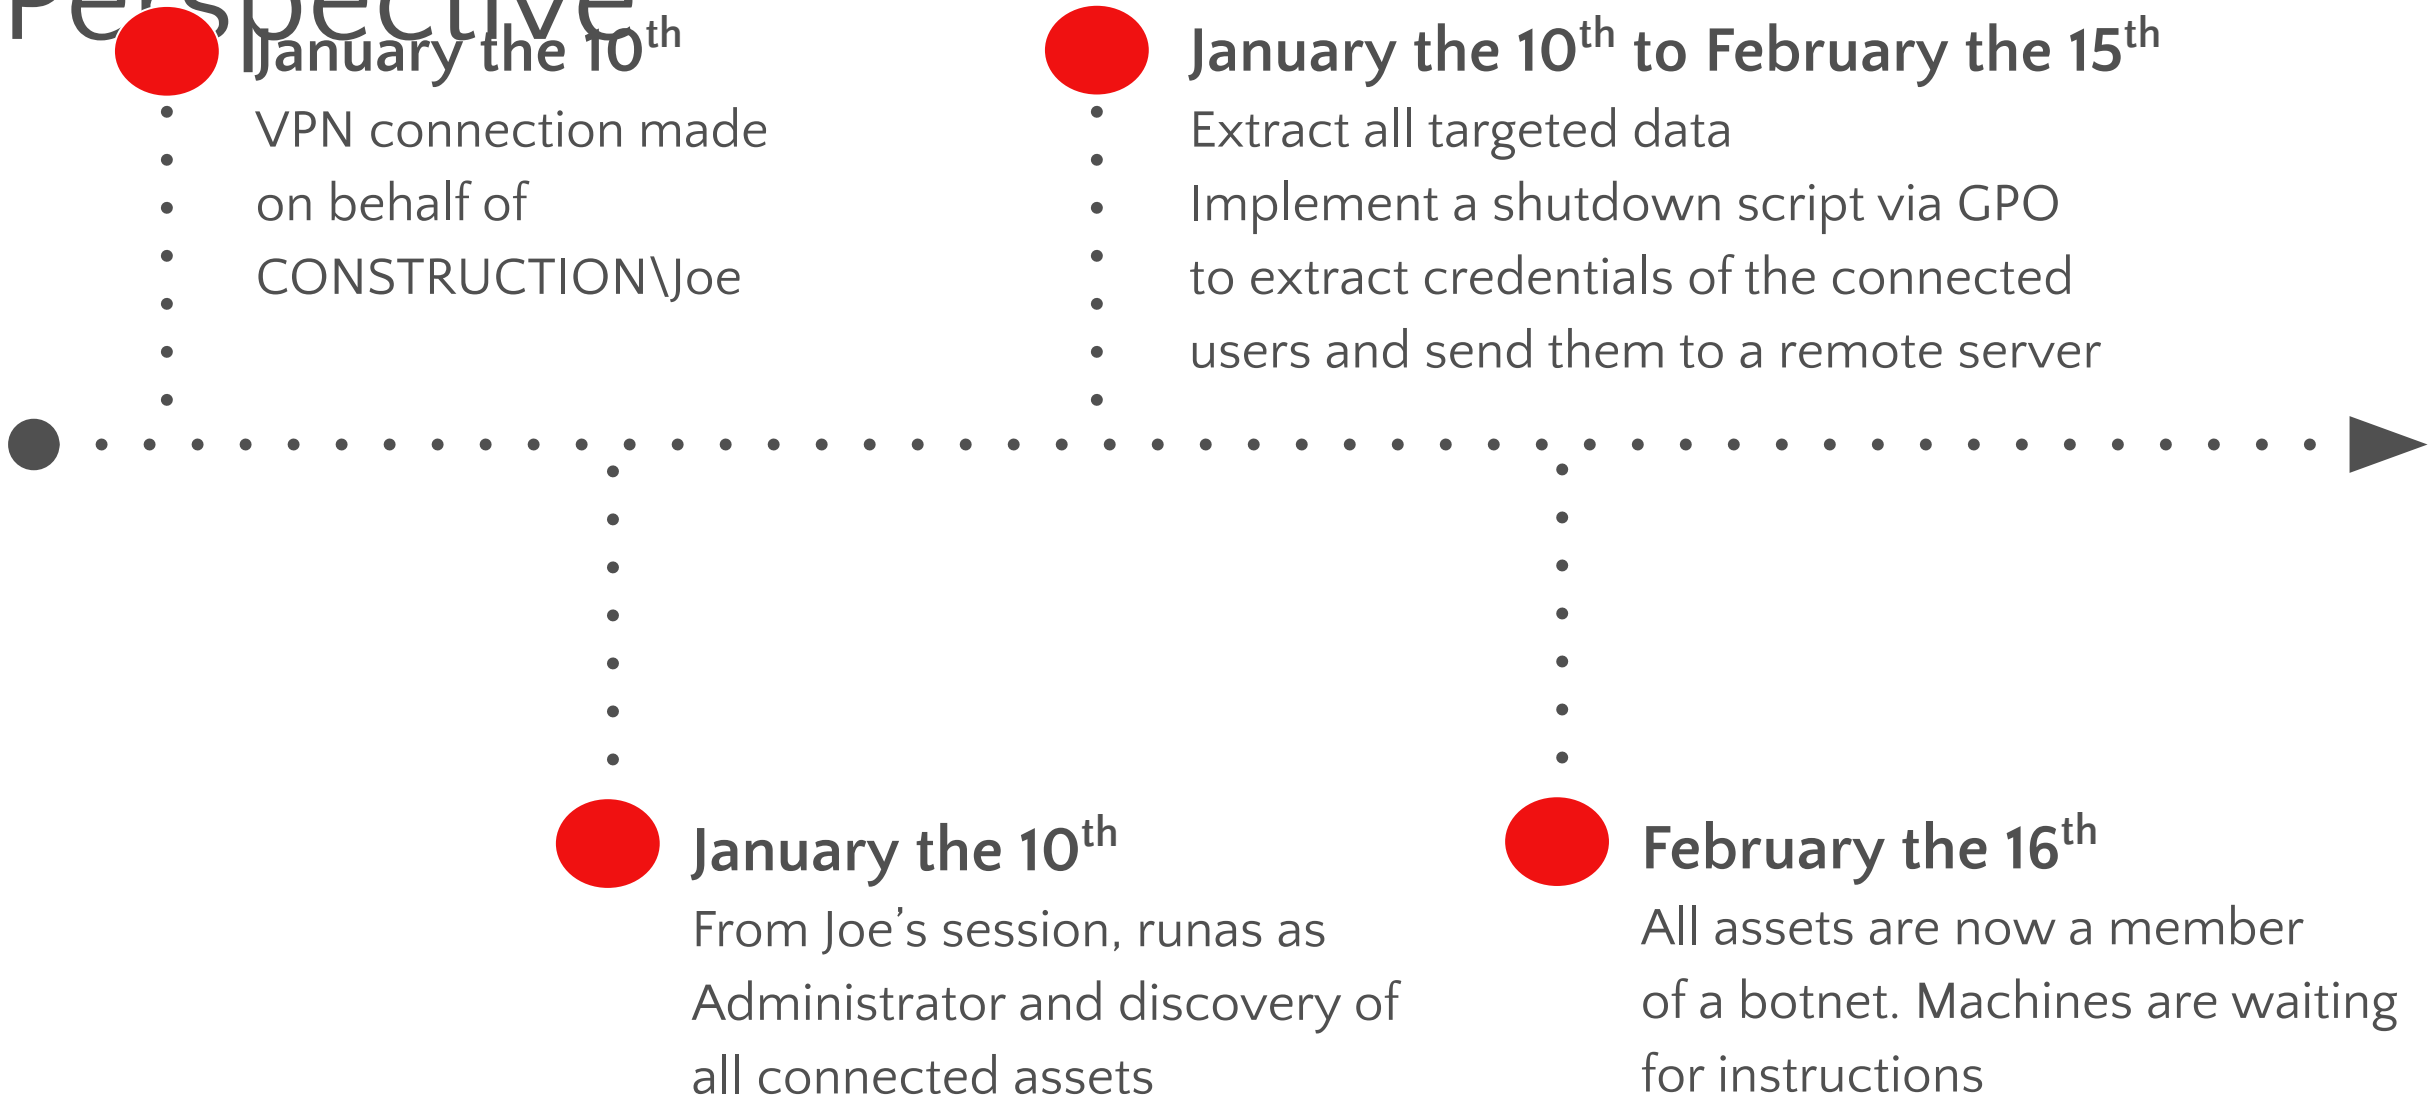 Perspective
January the 10th
VPN connection made
on behalf of
CONSTRUCTION\Joe
January the 10th to February the 15th
Extract all targeted data
Implement a shutdown script via GPO
to extract credentials of the connected
users and send them to a remote server
January the 10th
From Joe’s session, runas as
Administrator and discovery of
all connected assets
February the 16th
All assets are now a member
of a botnet. Machines are waiting
for instructions